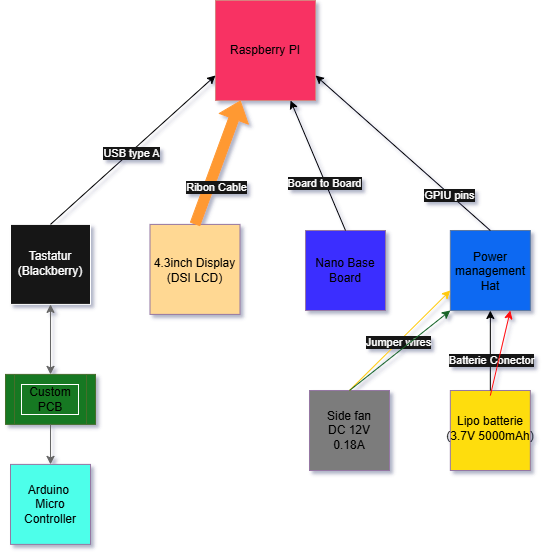 Raspberry PI
USB type A
Ribon Cable
Board to Board
GPIU pins
Tastatur
(Blackberry)
4.3inch Display
(DSI LCD)
Nano Base
Board
Power
management
Hat
Jumper wires
Batterie Conector
Custom
PCB
Side fan
DC 12V
0.18A
Lipo batterie
(3.7V 5000mAh)
Arduino
Micro
Controller